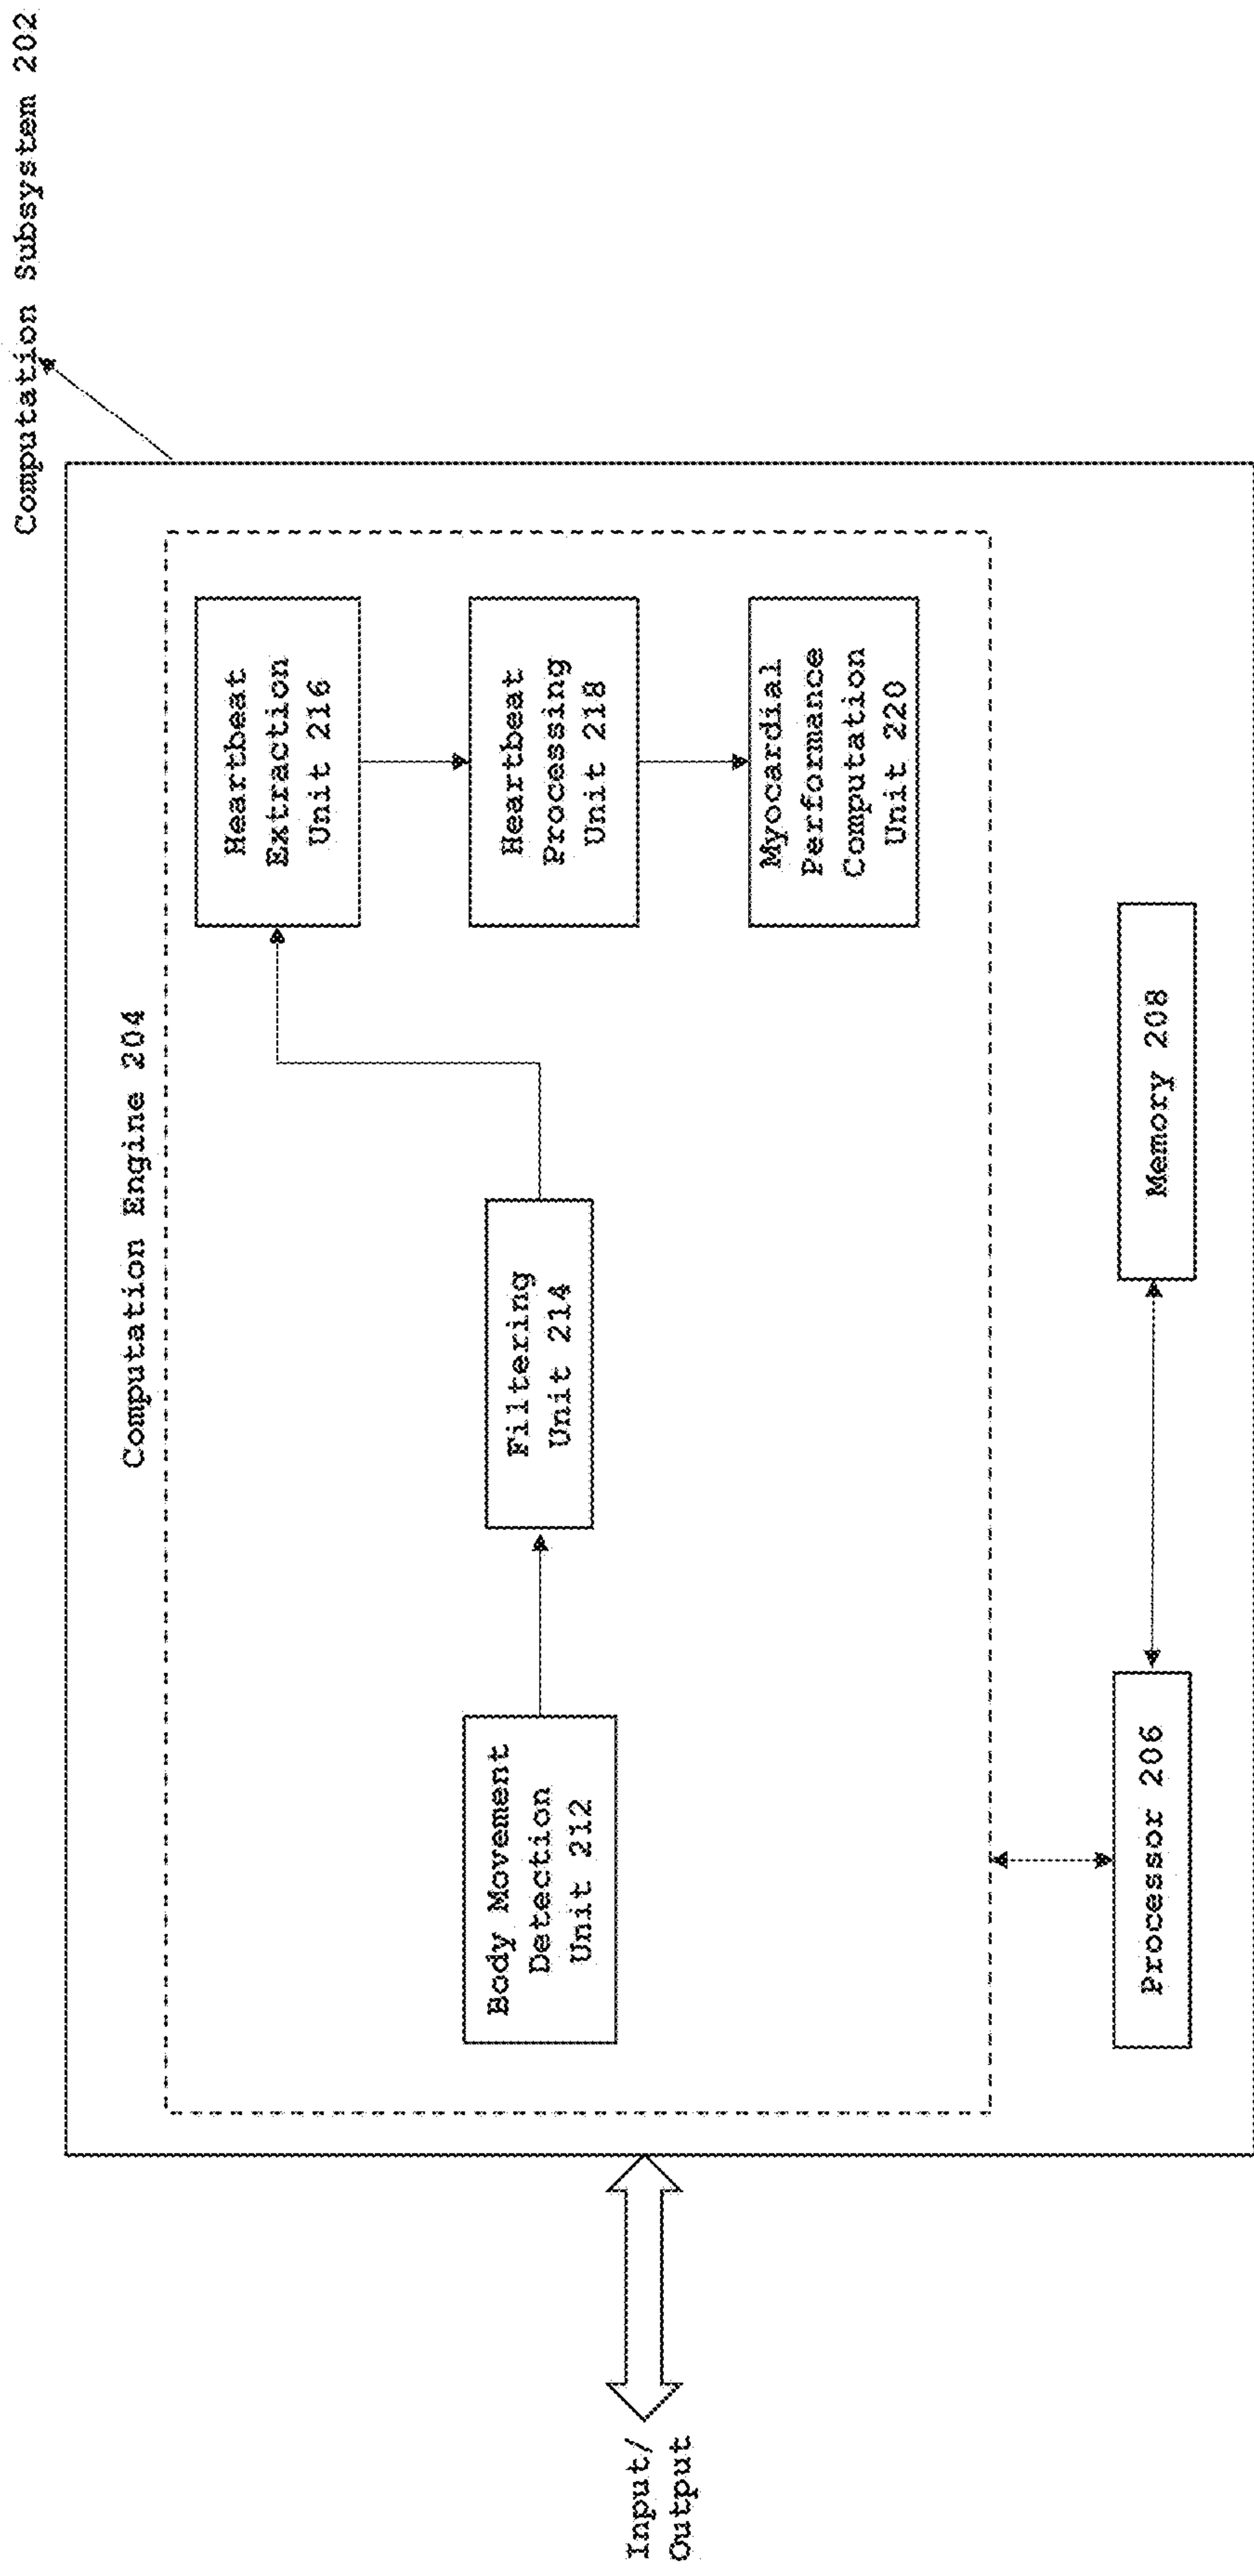 Computation Subsystem 202
Computation Engine 204
Body Movement
Detection
Unit 212
Filtering
Unit 214
Heartbeat
Extraction
Unit 216
Heartbeat
Processing
Unit 218
Myocardial
Performance
Computation
Unit 220
Processor 206
Memory 208
Input/
Output